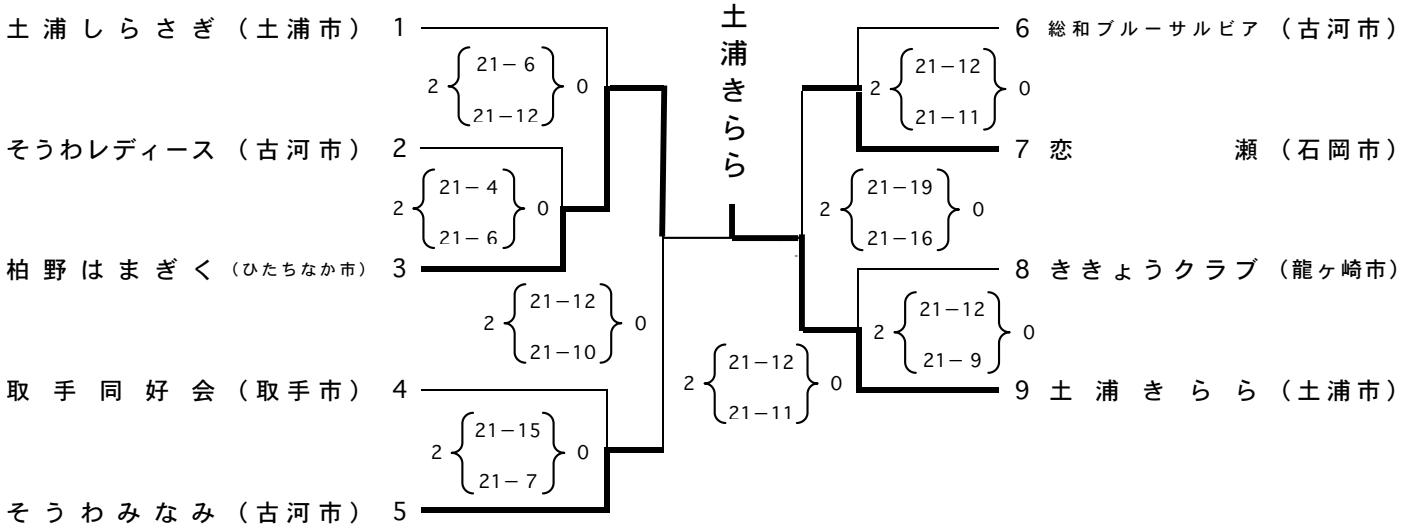 土浦しらさぎ（土浦市） 1
2 21－6 0
21－12
そうわレディース（古河市） 2
2 21－4 0
21－6
柏野はまぎく（ひたちなか市） 3
2 21－12 0
21－10
取手同好会（取手市） 4
2 21－15 0
21－7
そうわみなみ（古河市） 5
土浦きらら
2 21－12 0
21－11
6 総和ブルーサルビア（古河市）
2 21－12 0
21－11
7 恋瀬（石岡市）
2 21－19 0
21－16
8 ききょうクラブ（龍ヶ崎市）
2 21－12 0
21－9
9 土浦きらら（土浦市）